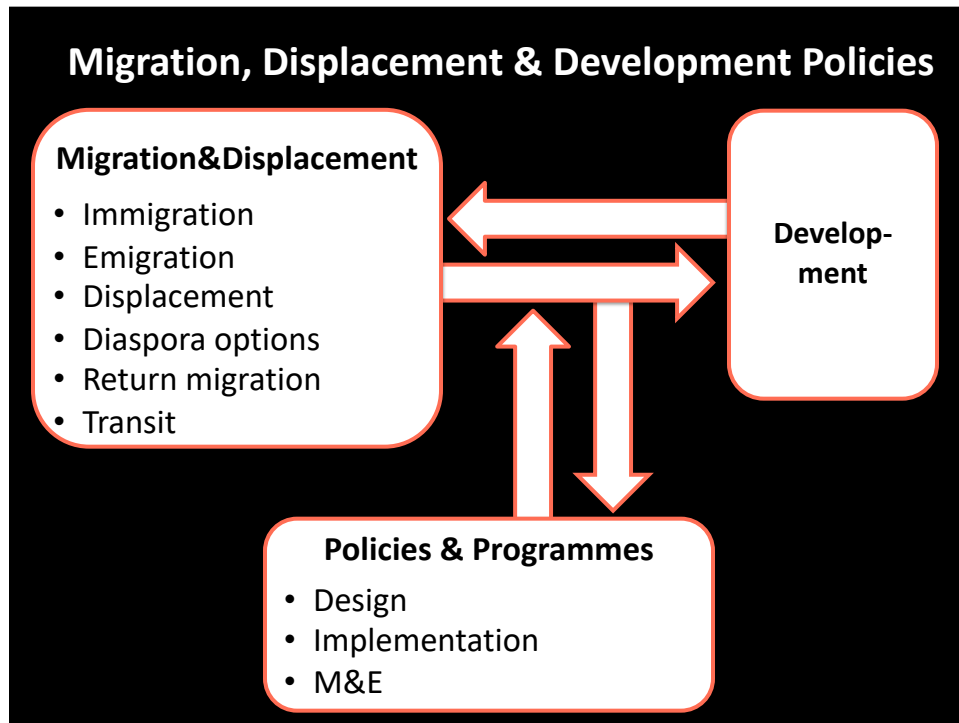 Migration, Displacement & Development Policies
Migration&Displacement
• Immigration
• Emigration
• Displacement
• Diaspora options
• Return migration
• Transit
Develop-
ment
Policies & Programmes
• Design
• Implementation
• M&E